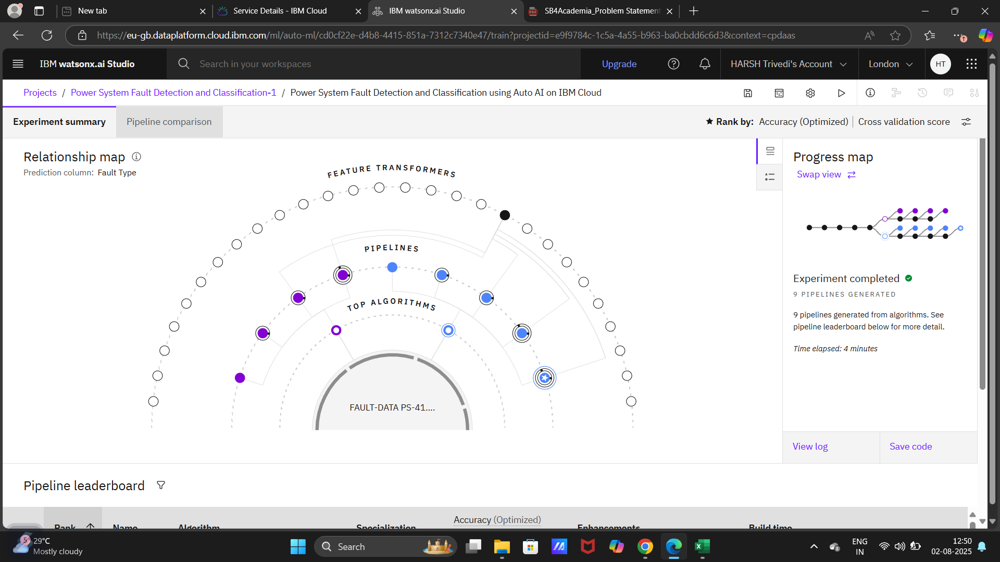 New tab
Service Details - IBM Cloud
IBM watsonx.ai Studio
PDF
SB4Academia_Problem Statement
https://eu-gb.dataplatform.cloud.ibm.com/ml/auto-ml/cd0cf22e-d4b8-4415-851a-7312c7340e47/train?projectid=e9f9784c-1c5a-4a55-b963-ba0cbdd6c6d3&context=cpdaas
IBM watsonx.ai Studio
Search in your workspaces
Upgrade
HARSH Trivedi's Account
London
HT
Projects / Power System Fault Detection and Classification-1 / Power System Fault Detection and Classification using Auto AI on IBM Cloud
Experiment summary
Pipeline comparison
Rank by: Accuracy (Optimized) | Cross validation score
Relationship map
Prediction column: Fault Type
FEATURE TRANSFORMERS
PIPELINES
TOP ALGORITHMS
FAULT-DATA PS-41....
Progress map
Swap view
Experiment completed
9 PIPELINES GENERATED
9 pipelines generated from algorithms. See
pipeline leaderboard below for more detail.
Time elapsed: 4 minutes
View log
Save code
Pipeline leaderboard
Rank
Name
Algorithm
Specialization
Accuracy (Optimized)
Enhancements
Build time
5
29°C
Mostly cloudy
Search
ENG
IN
12:50
02-08-2025